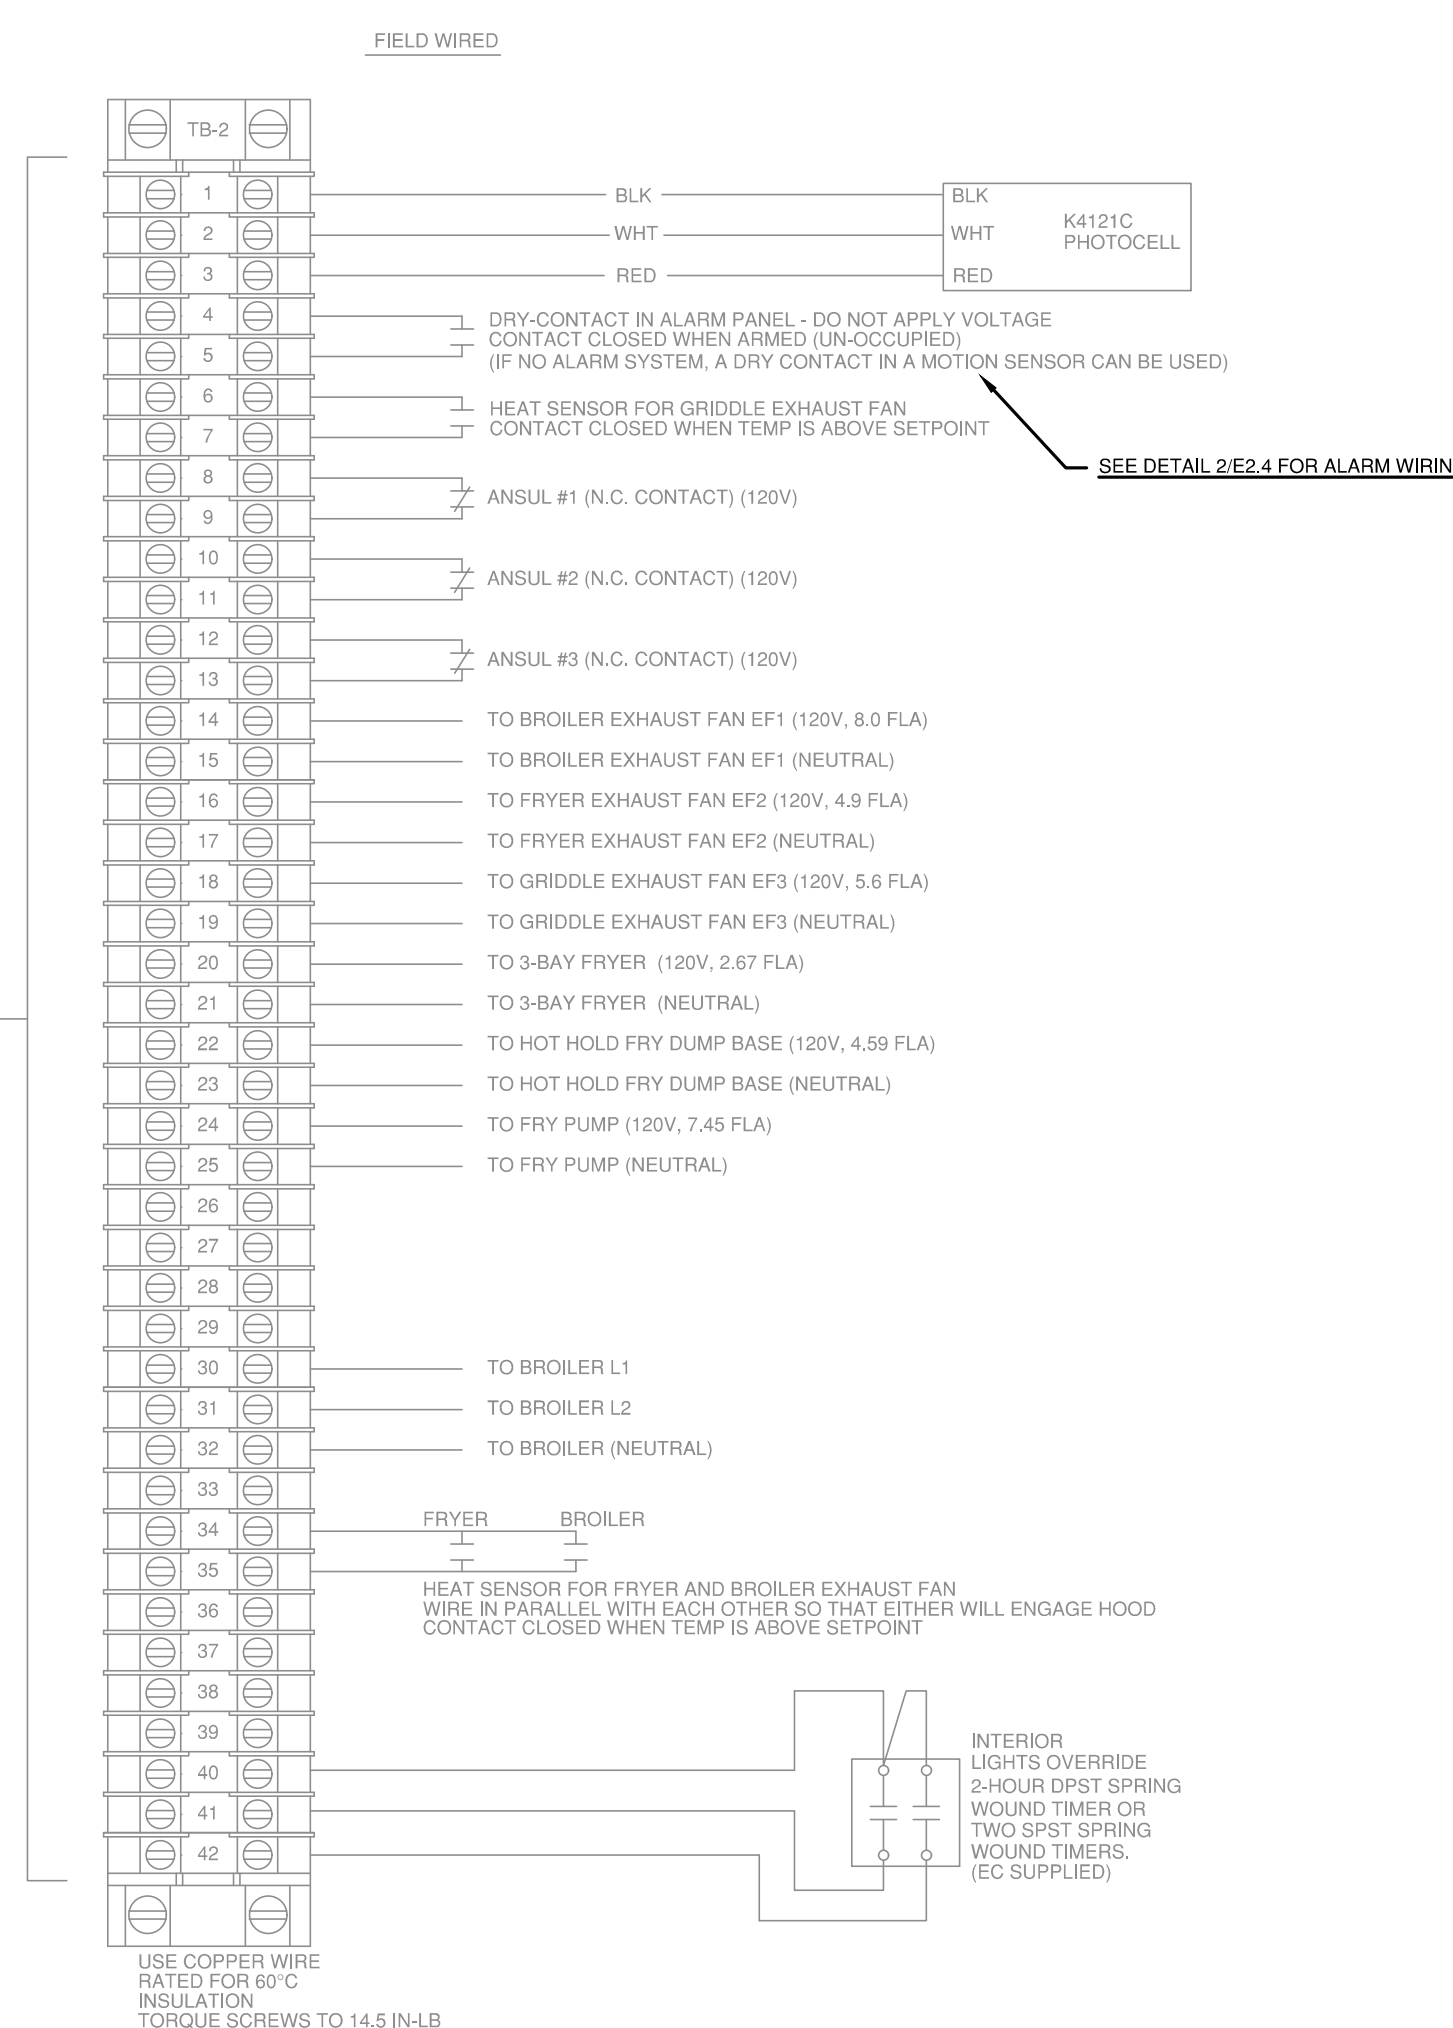 FIELD WIRED
TB-2
1
BLK
BLK
K4121C
PHOTOCELL
2
WHT
WHT
3
RED
RED
4
DRY-CONTACT IN ALARM PANEL - DO NOT APPLY VOLTAGE
CONTACT CLOSED WHEN ARMED (UN-OCCUPIED)
5
(IF NO ALARM SYSTEM, A DRY CONTACT IN A MOTION SENSOR CAN BE USED)
6
HEAT SENSOR FOR GRIDDLE EXHAUST FAN
CONTACT CLOSED WHEN TEMP IS ABOVE SETPOINT
7
SEE DETAIL 2/E2.4 FOR ALARM WIRIN
8
ANSUL #1 (N.C. CONTACT) (120V)
9
10
ANSUL #2 (N.C. CONTACT) (120V)
11
12
ANSUL #3 (N.C. CONTACT) (120V)
13
14 TO BROILER EXHAUST FAN EF1 (120V, 8.0 FLA)
15 TO BROILER EXHAUST FAN EF1 (NEUTRAL)
16 TO FRYER EXHAUST FAN EF2 (120V, 4.9 FLA)
17 TO FRYER EXHAUST FAN EF2 (NEUTRAL)
18 TO GRIDDLE EXHAUST FAN EF3 (120V, 5.6 FLA)
19 TO GRIDDLE EXHAUST FAN EF3 (NEUTRAL)
20 TO 3-BAY FRYER (120V, 2.67 FLA)
21 TO 3-BAY FRYER (NEUTRAL)
22 TO HOT HOLD FRY DUMP BASE (120V, 4.59 FLA)
23 TO HOT HOLD FRY DUMP BASE (NEUTRAL)
24 TO FRY PUMP (120V, 7.45 FLA)
25 TO FRY PUMP (NEUTRAL)
26
27
28
29
30 TO BROILER L1
31 TO BROILER L2
32 TO BROILER (NEUTRAL)
33
FRYER BROILER
34
35
HEAT SENSOR FOR FRYER AND BROILER EXHAUST FAN
WIRE IN PARALLEL WITH EACH OTHER SO THAT EITHER WILL ENGAGE HOOD
CONTACT CLOSED WHEN TEMP IS ABOVE SETPOINT
36
37
38
39
40
41
42
INTERIOR
LIGHTS OVERRIDE
2-HOUR DPST SPRING
WOUND TIMER OR
TWO SPST SPRING
WOUND TIMERS.
(EC SUPPLIED)
USE COPPER WIRE
RATED FOR 60°C
INSULATION
TORQUE SCREWS TO 14.5 IN-LB